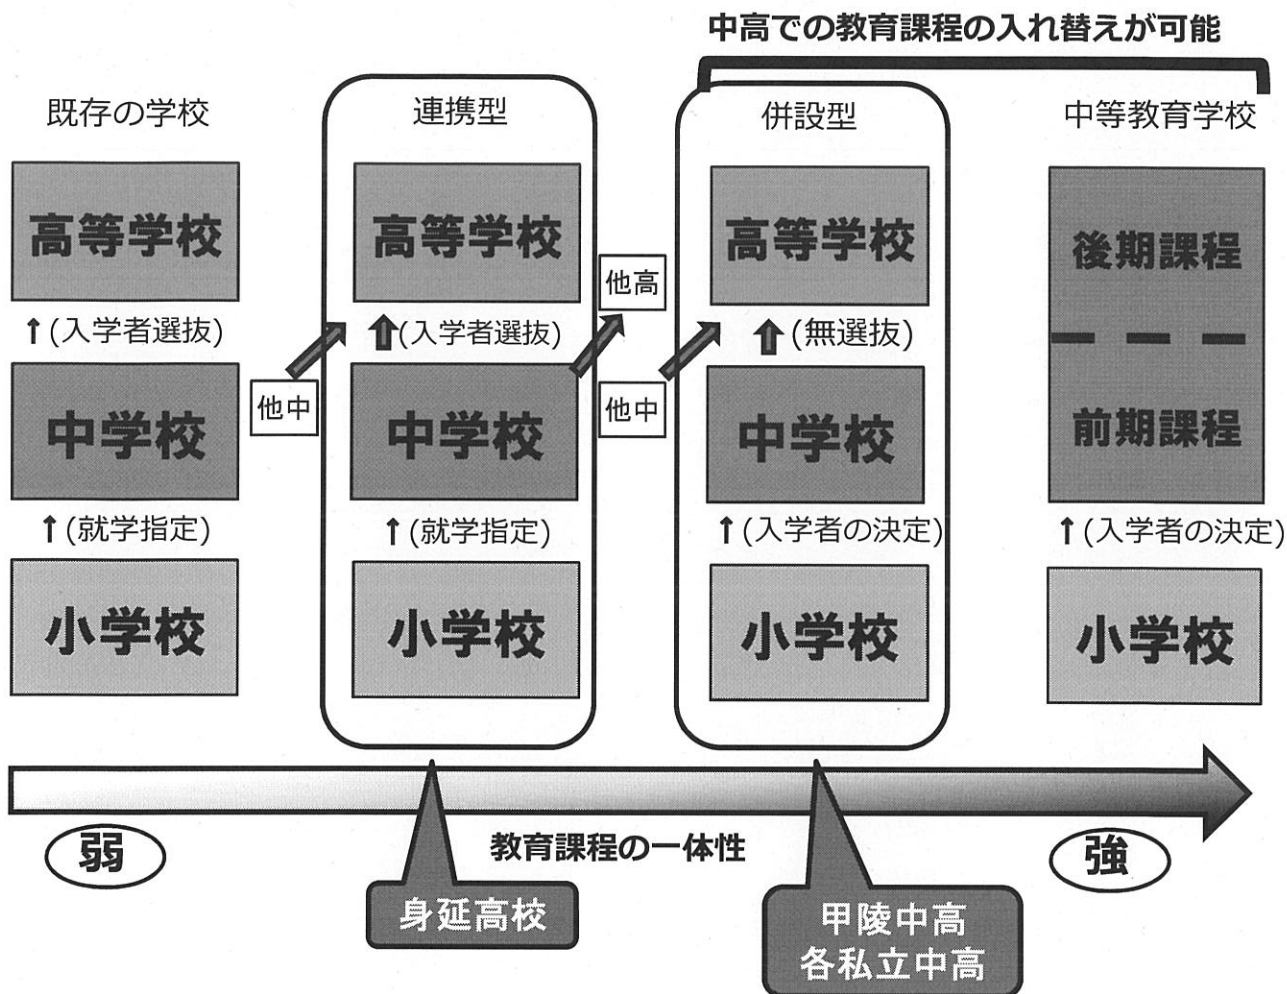 中高での教育課程の入れ替えが可能
既存の学校
連携型
併設型
中等教育学校
高等学校
高等学校
高等学校
後期課程
他高
↑(入学者選抜)
(入学者選抜)
(無選抜)
他中
他中
中学校
中学校
中学校
前期課程
↑(就学指定)
↑(就学指定)
↑(入学者の決定)
↑(入学者の決定)
小学校
小学校
小学校
小学校
弱
教育課程の一体性
強
身延高校
甲陵中高
各私立中高